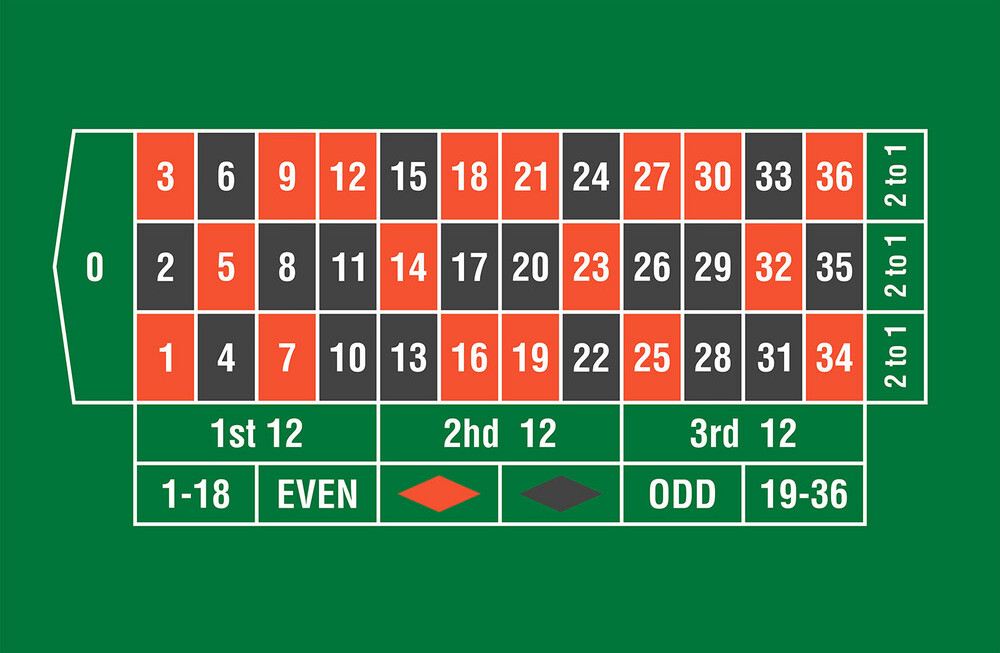 3 6 9 12 15 18 21 24 27 30 33 36 2 to 1
0 2 5 8 11 14 17 20 23 26 29 32 35 2 to 1
1 4 7 10 13 16 19 22 25 28 31 34 2 to 1
1st 12 2hd 12 3rd 12
1-18 EVEN ODD 19-36